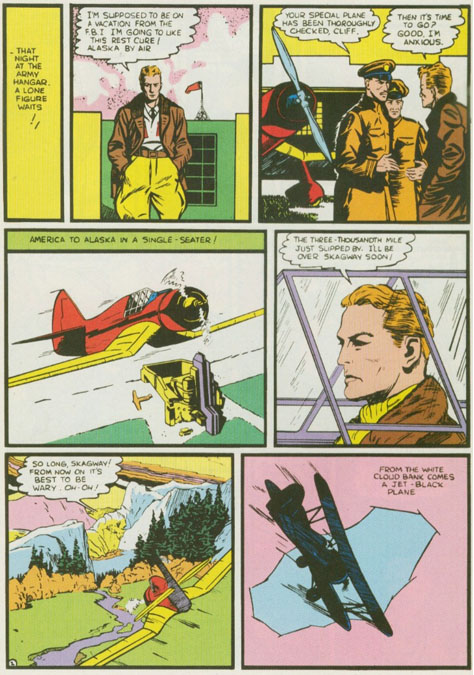 - THAT
NIGHT
AT THE
ARMY
HANGAR,
A LONE
FIGURE
WAITS
!,
I'M SUPPOSED TO BE ON
A VACATION FROM THE
F.B.I. I'M GOING TO LIKE
THIS REST CURE!
ALASKA BY AIR
YOUR SPECIAL PLANE
HAS BEEN THOROUGHLY
CHECKED, CLIFF.
THEN IT'S TIME
TO GO?
GOOD, I'M
ANXIOUS.
AMERICA TO ALASKA IN A SINGLE-SEATER!
THE THREE-THOUSANDTH MILE
JUST SLIPPED BY. I'LL BE
OVER SKAGWAY SOON!
SO LONG, SKAGWAY!
FROM NOW ON IT'S
BEST TO BE
WARY. OH-OH!
FROM THE WHITE
CLOUD BANK COMES
A JET-BLACK
PLANE